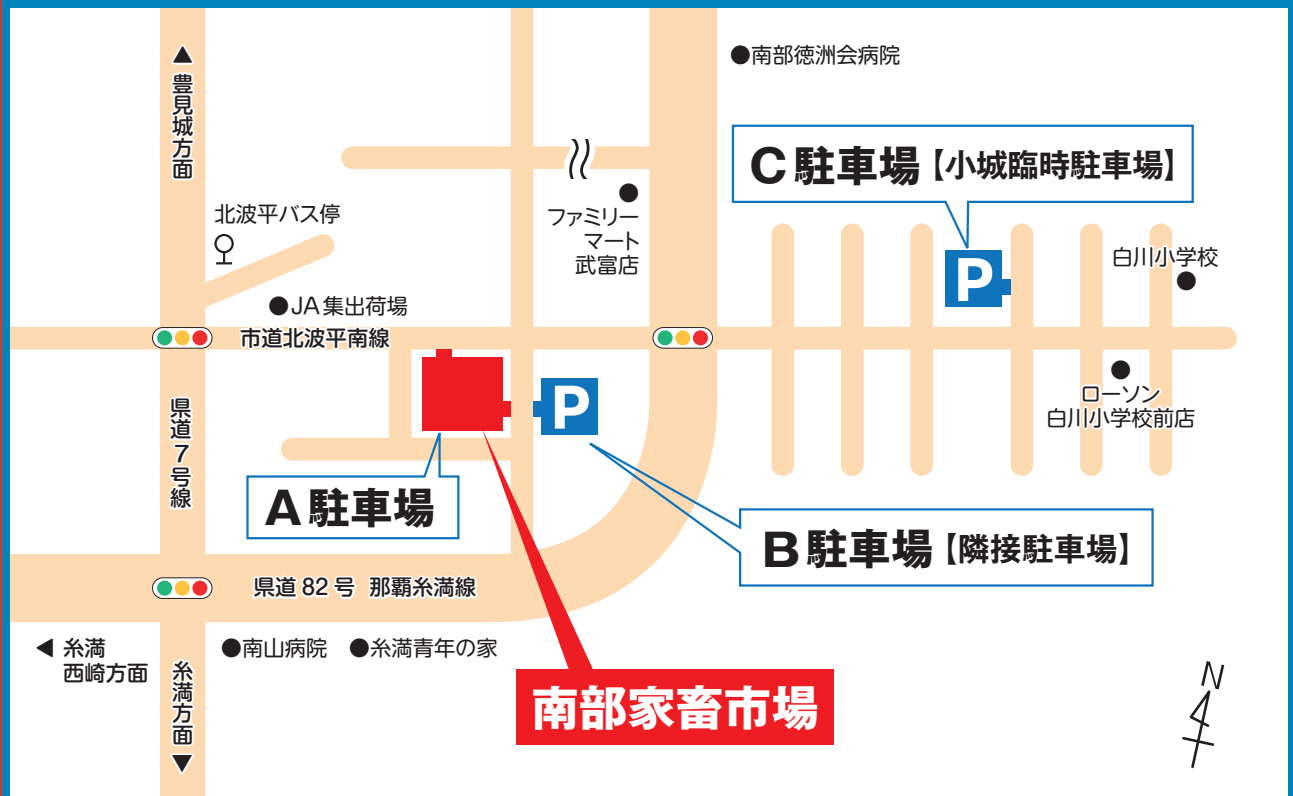 豊見城方面
●南部徳洲会病院
C駐車場【小城臨時駐車場】
P
北波平バス停
ファミリー
マート
武富店
白川小学校
●JA集出荷場
市道北波平南線
P
ローソン
白川小学校前店
県道7号線
A駐車場
B駐車場【隣接駐車場】
県道82号 那覇糸満線
糸満
西崎方面
糸満方面
●南山病院
●糸満青年の家
南部家畜市場
N